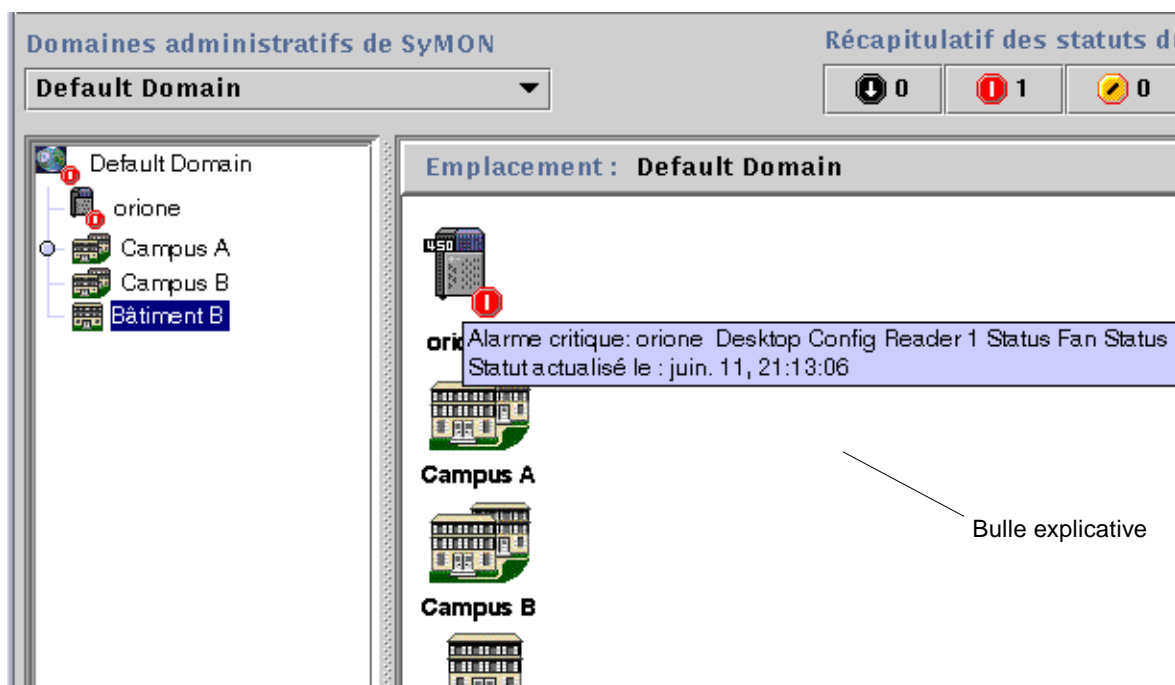 Domaines administratifs de SyMON
Récapitulatif des statuts
Default Domain
0
1
0
Default Domain
orione
Campus A
Campus B
Bâtiment B
Emplacement : Default Domain
450
Alarme critique: orione Desktop Config Reader 1 Status Fan Status
Statut actualisé le : juin. 11, 21:13:06
Campus A
Bulle explicative
Campus B